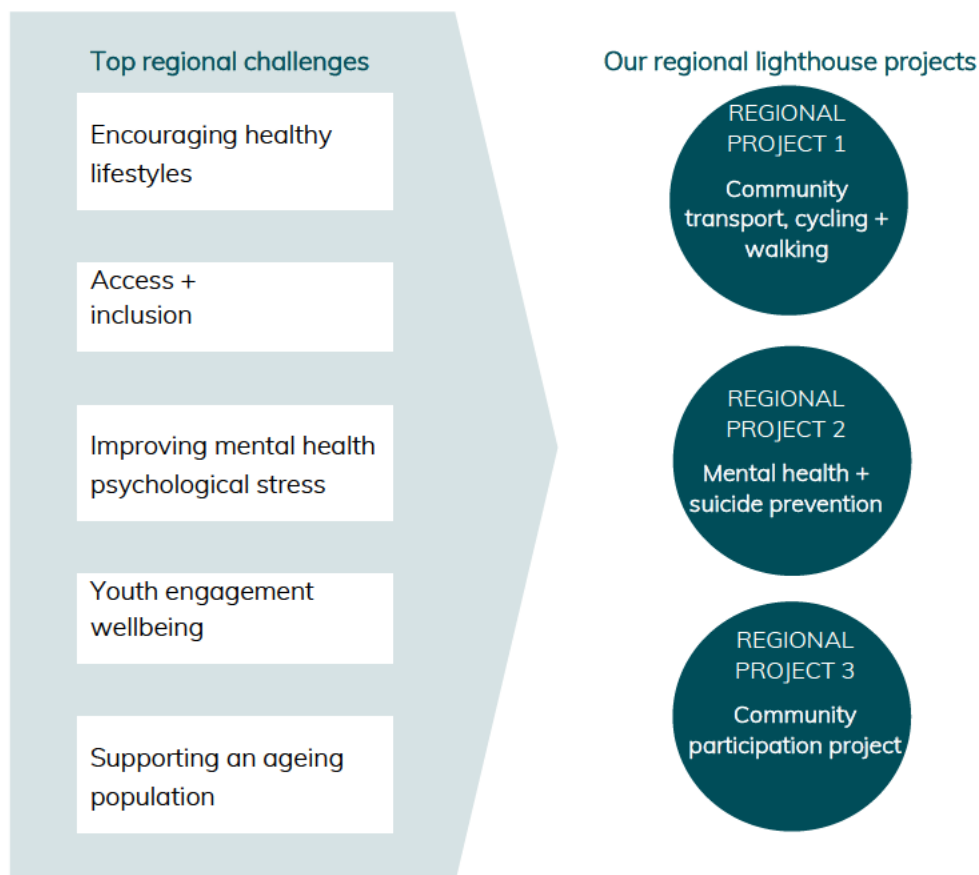 Top regional challenges
Encouraging healthy
lifestyles
Access +
inclusion
Improving mental health
psychological stress
Youth engagement
wellbeing
Supporting an ageing
population
Our regional lighthouse projects
REGIONAL
PROJECT 1
Community
transport, cycling +
walking
REGIONAL
PROJECT 2
Mental health +
suicide prevention
REGIONAL
PROJECT 3
Community
participation project